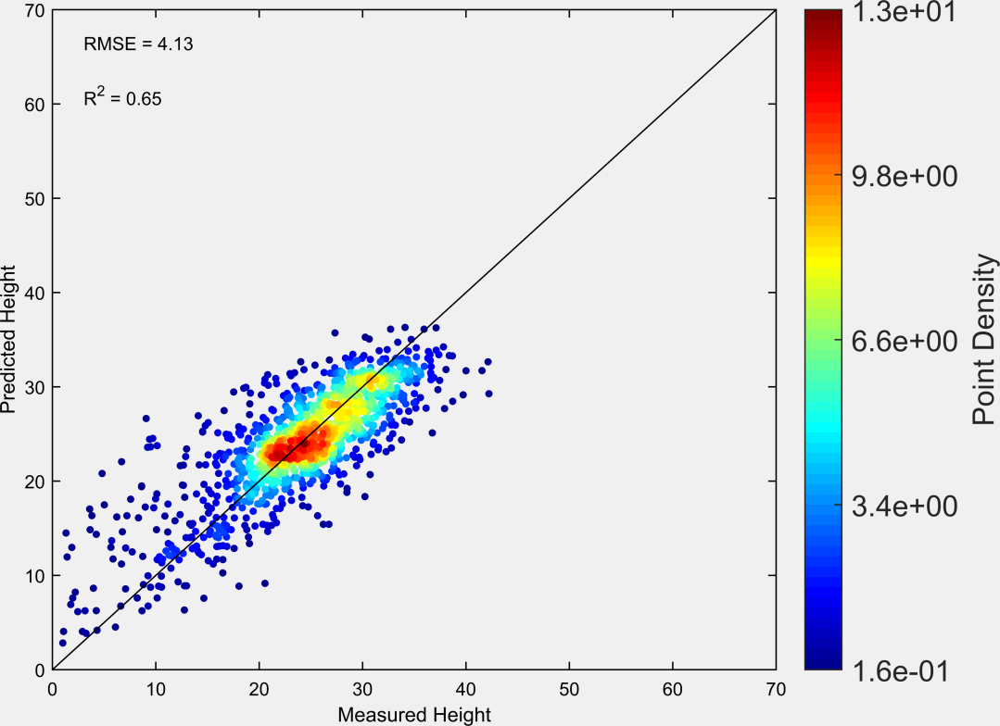 RMSE = 4.13
R² = 0.65
Predicted Height
70
60
50
40
30
20
10
0
0 10 20 30 40 50 60 70
Measured Height
1.3e+01
9.8e+00
6.6e+00
3.4e+00
1.6e-01
Point Density